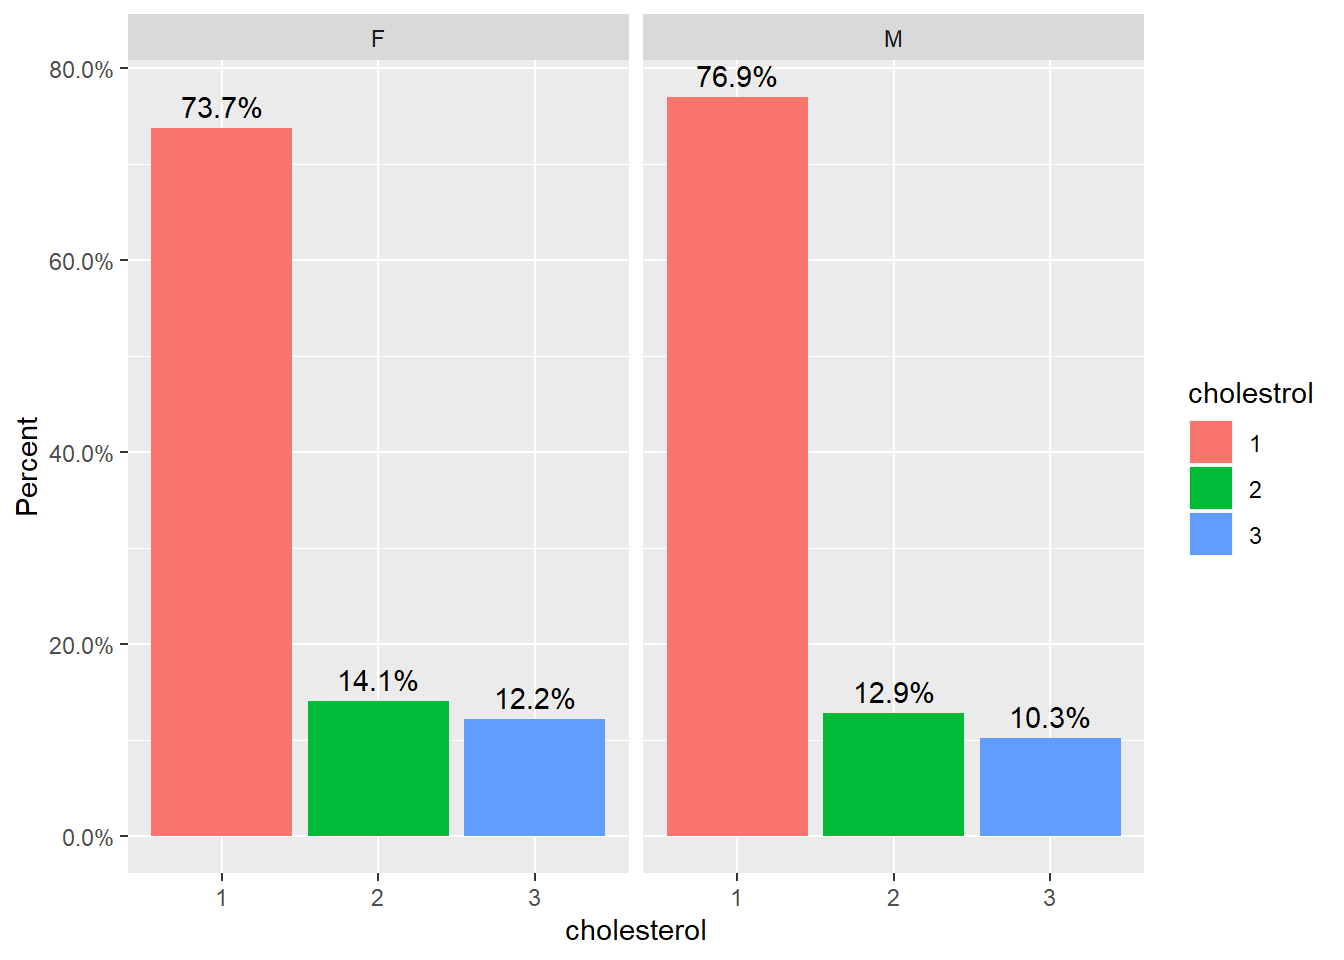 F M
80.0%
76.9%
73.7%
60.0%
40.0%
20.0%
14.1% 12.2% 12.9% 10.3%
0.0%
Percent
1 2 3 1 2 3
cholesterol
cholestrol
1
2
3